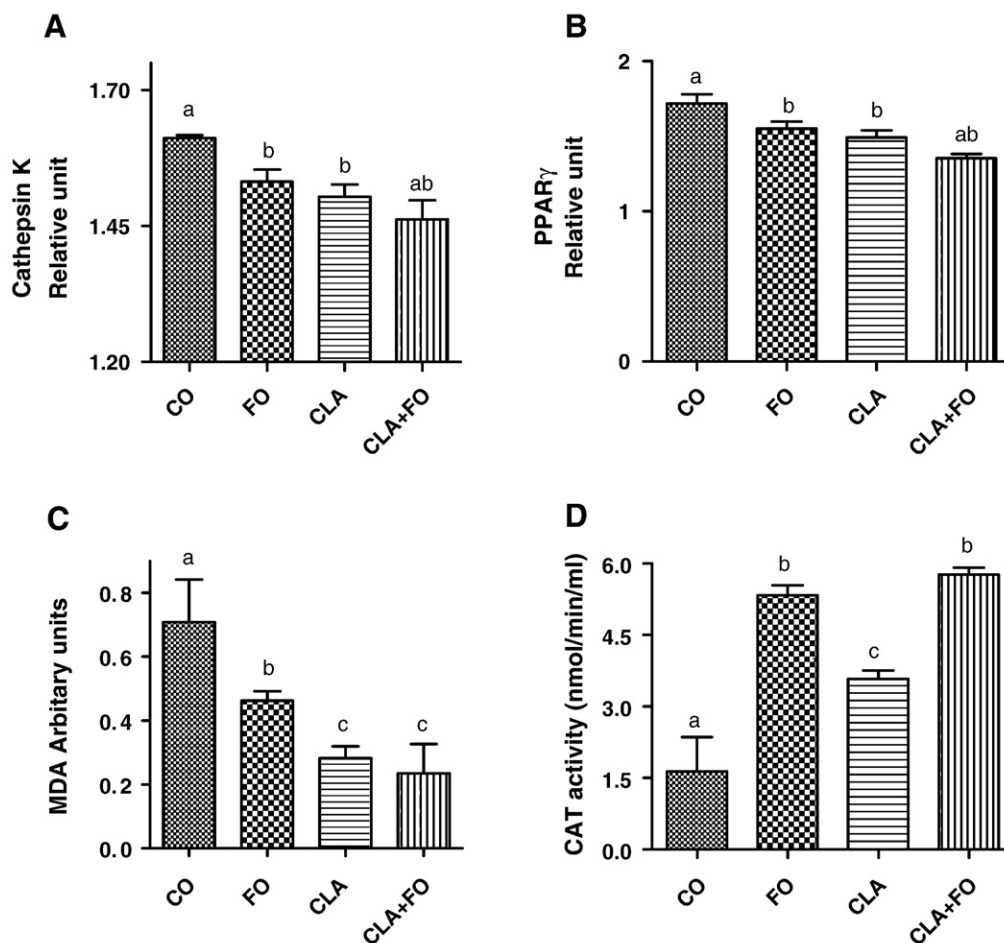 A
Cathepsin K
Relative unit
1.70
1.45
1.20
a
b
b
ab
CO
FO
CLA
CLA+FO
B
PPARγ
Relative unit
2
1
0
a
b
b
ab
CO
FO
CLA
CLA+FO
C
MDA Arbitary units
0.8
0.6
0.4
0.2
0.0
a
b
c
c
CO
FO
CLA
CLA+FO
D
CAT activity (nmol/min/ml)
6.0
4.5
3.0
1.5
0.0
a
b
c
b
CO
FO
CLA
CLA+FO